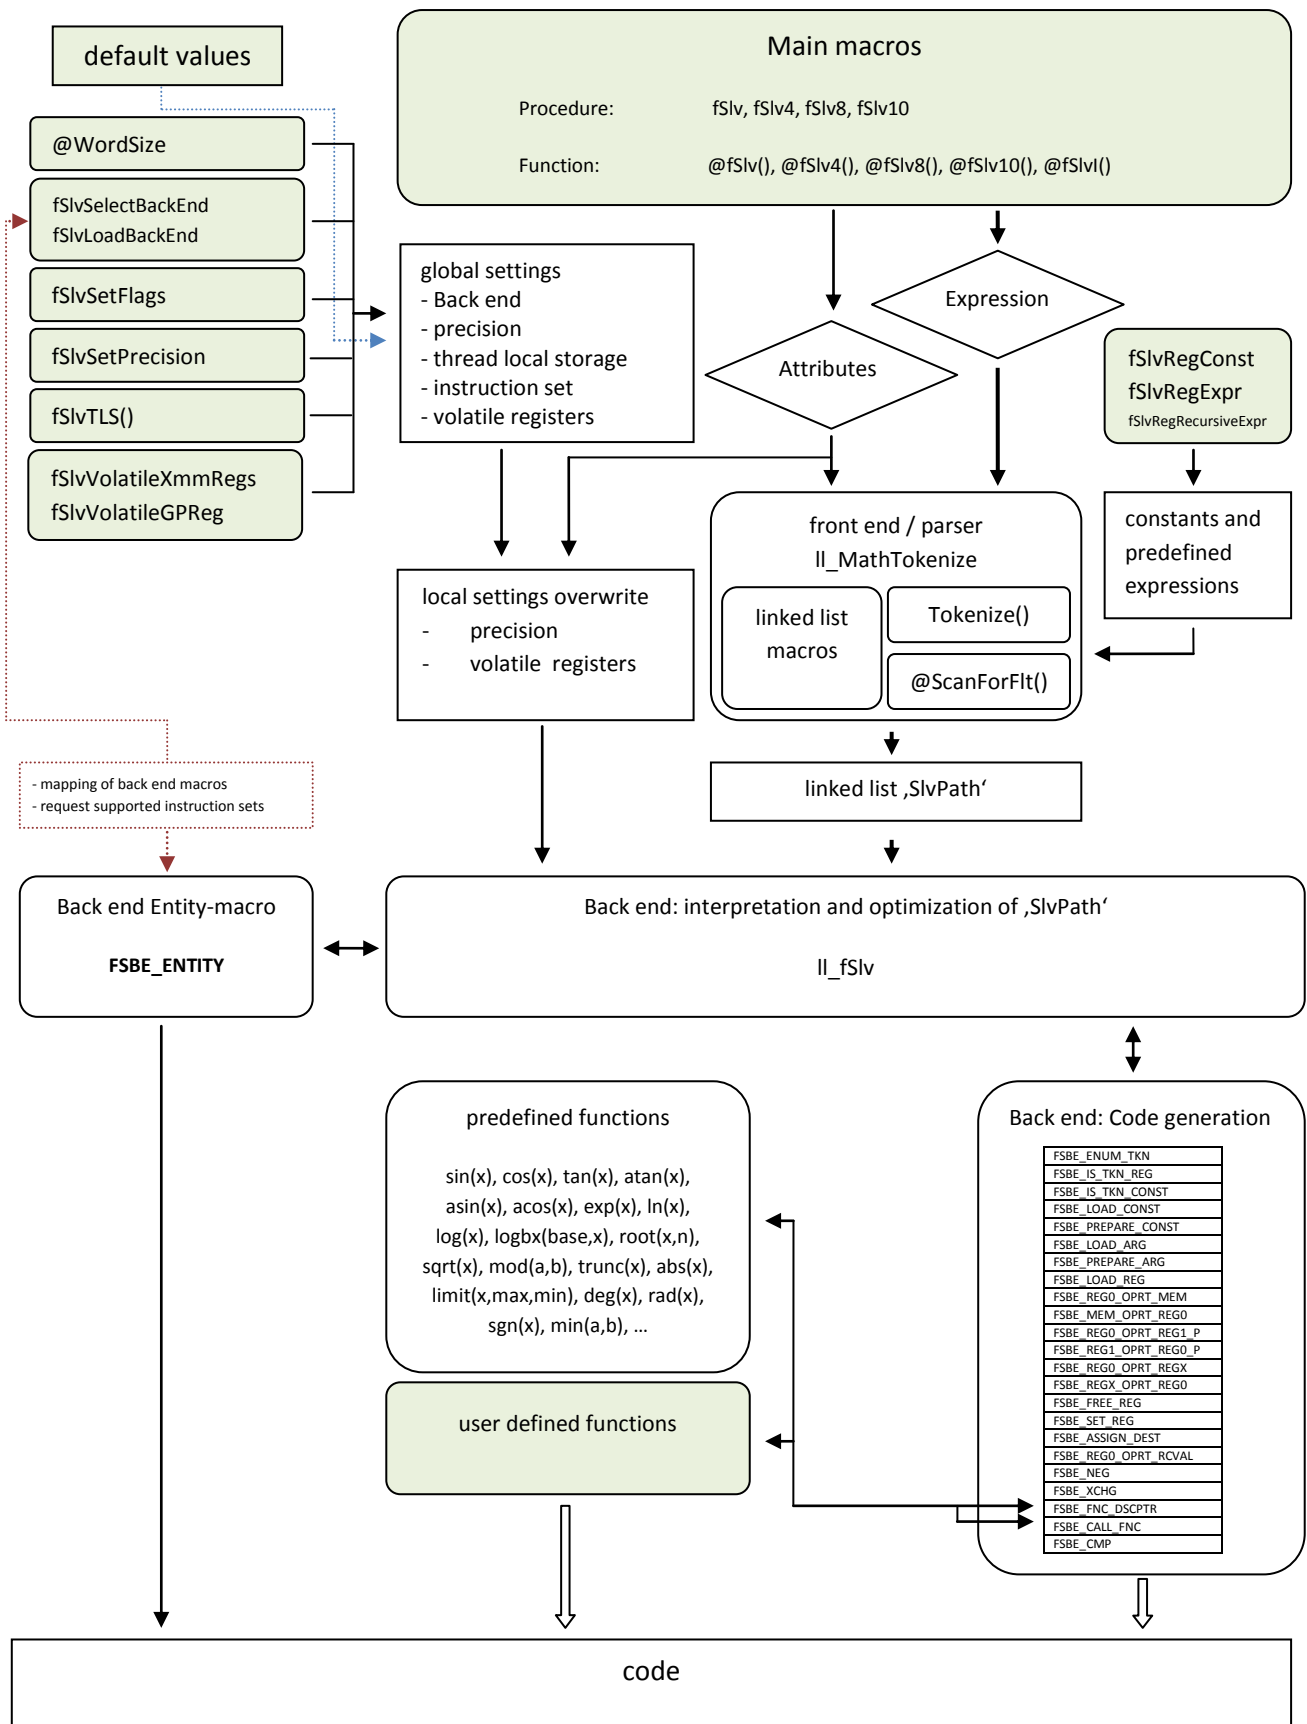 default values
Main macros
Procedure: fSlv, fSlv4, fSlv8, fSlv10
Function: @fSlv(), @fSlv4(), @fSlv8(), @fSlv10(), @fSlvI()
@WordSize
fSlvSelectBackEnd
fSlvLoadBackEnd
fSlvSetFlags
fSlvSetPrecision
fSlvTLS()
fSlvVolatileXmmRegs
fSlvVolatileGPReg
global settings
- Back end
- precision
- thread local storage
- instruction set
- volatile registers
Attributes
Expression
fSlvRegConst
fSlvRegExpr
fSlvRegRecursiveExpr
local settings overwrite
- precision
- volatile registers
front end / parser
ll_MathTokenize
linked list
macros
Tokenize()
@ScanForFlt()
constants and
predefined
expressions
linked list ‚SlvPath‘
- mapping of back end macros
- request supported instruction sets
Back end Entity-macro
FSBE_ENTITY
Back end: interpretation and optimization of ‚SlvPath‘
ll_fSlv
predefined functions
sin(x), cos(x), tan(x), atan(x),
asin(x), acos(x), exp(x), ln(x),
log(x), logbx(base,x), root(x,n),
sqrt(x), mod(a,b), trunc(x), abs(x),
limit(x,max,min), deg(x), rad(x),
sgn(x), min(a,b), ...
user defined functions
Back end: Code generation
FSBE_ENUM_TKN
FSBE_IS_TKN_REG
FSBE_IS_TKN_CONST
FSBE_LOAD_CONST
FSBE_PREPARE_CONST
FSBE_LOAD_ARG
FSBE_PREPARE_ARG
FSBE_LOAD_REG
FSBE_REG0_OPRT_MEM
FSBE_MEM_OPRT_REG0
FSBE_REG0_OPRT_REG1_P
FSBE_REG1_OPRT_REG0_P
FSBE_REG0_OPRT_REGX
FSBE_REGX_OPRT_REG0
FSBE_FREE_REG
FSBE_SET_REG
FSBE_ASSIGN_DEST
FSBE_REG0_OPRT_RCVAL
FSBE_NEG
FSBE_XCHG
FSBE_FNC_DSCPTR
FSBE_CALL_FNC
FSBE_CMP
code